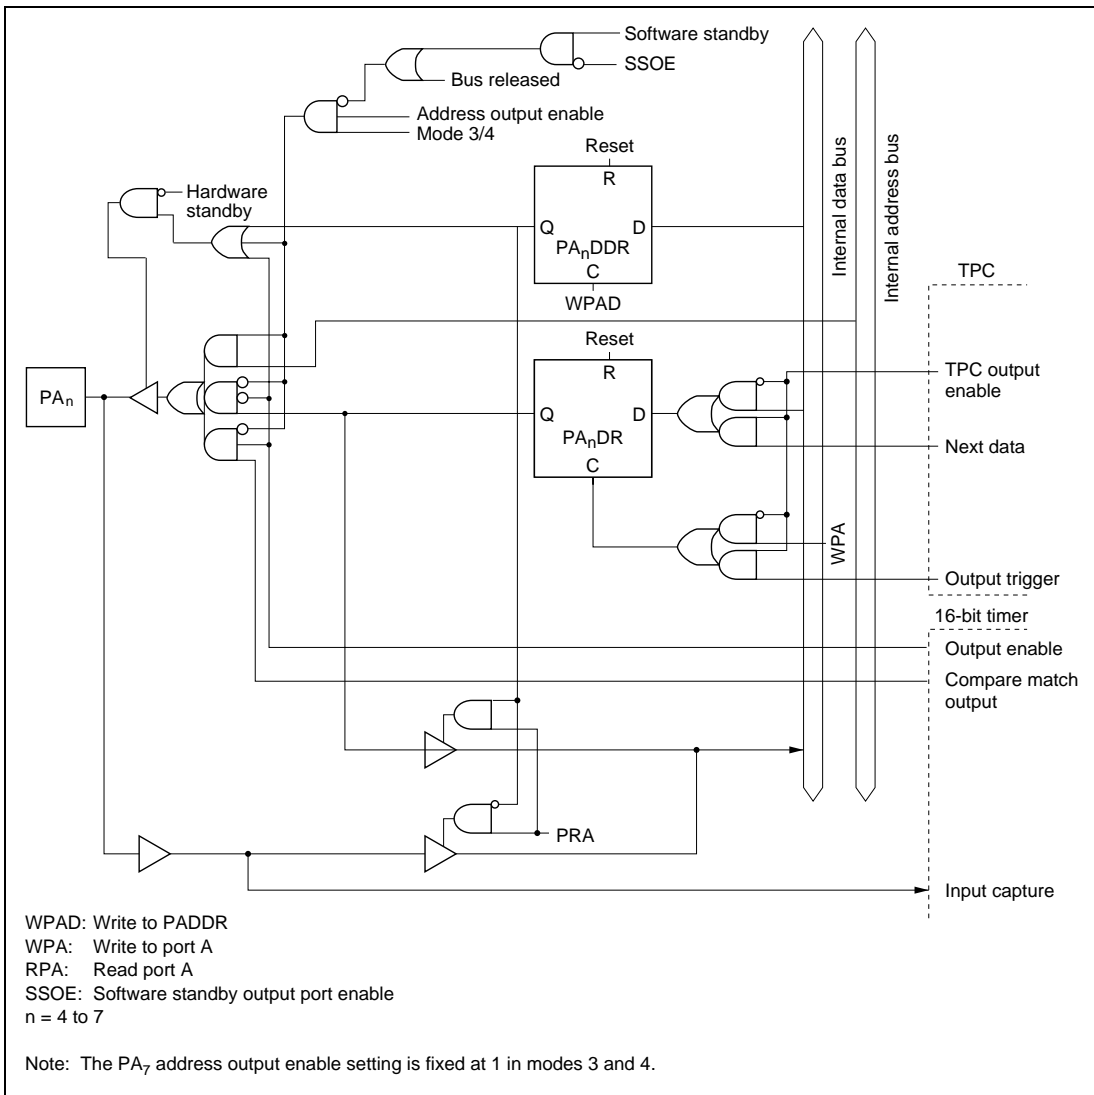 Software standby
SSOE
Bus released
Address output enable
Mode 3/4
Reset
R
Hardware
standby
Q
D
PAnDDR
C
WPAD
Internal data bus
Internal address bus
TPC
Reset
R
TPC output
enable
PAn
Q
D
PAnDR
C
Next data
WPA
Output trigger
16-bit timer
Output enable
Compare match
output
PRA
Input capture
WPAD: Write to PADDR
WPA: Write to port A
RPA: Read port A
SSOE: Software standby output port enable
n = 4 to 7
Note: The PA7 address output enable setting is fixed at 1 in modes 3 and 4.